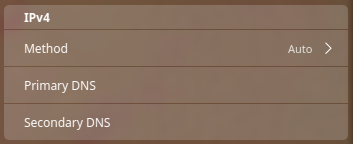 IPv4
Method Auto
Primary DNS
Secondary DNS